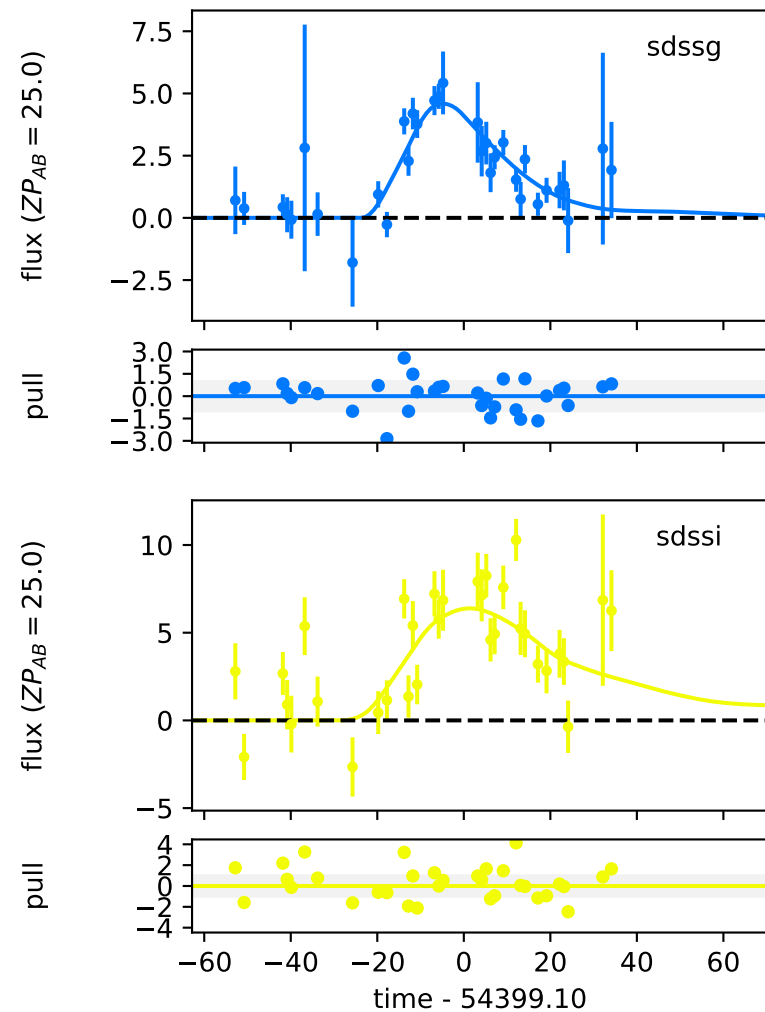 sdssg
flux (ZP_AB = 25.0)
7.5
5.0
2.5
0.0
−2.5
pull
3.0
1.5
0.0
−1.5
−3.0
sdssi
flux (ZP_AB = 25.0)
10
5
0
−5
pull
4
2
0
−2
−4
−60 −40 −20 0 20 40 60
time - 54399.10